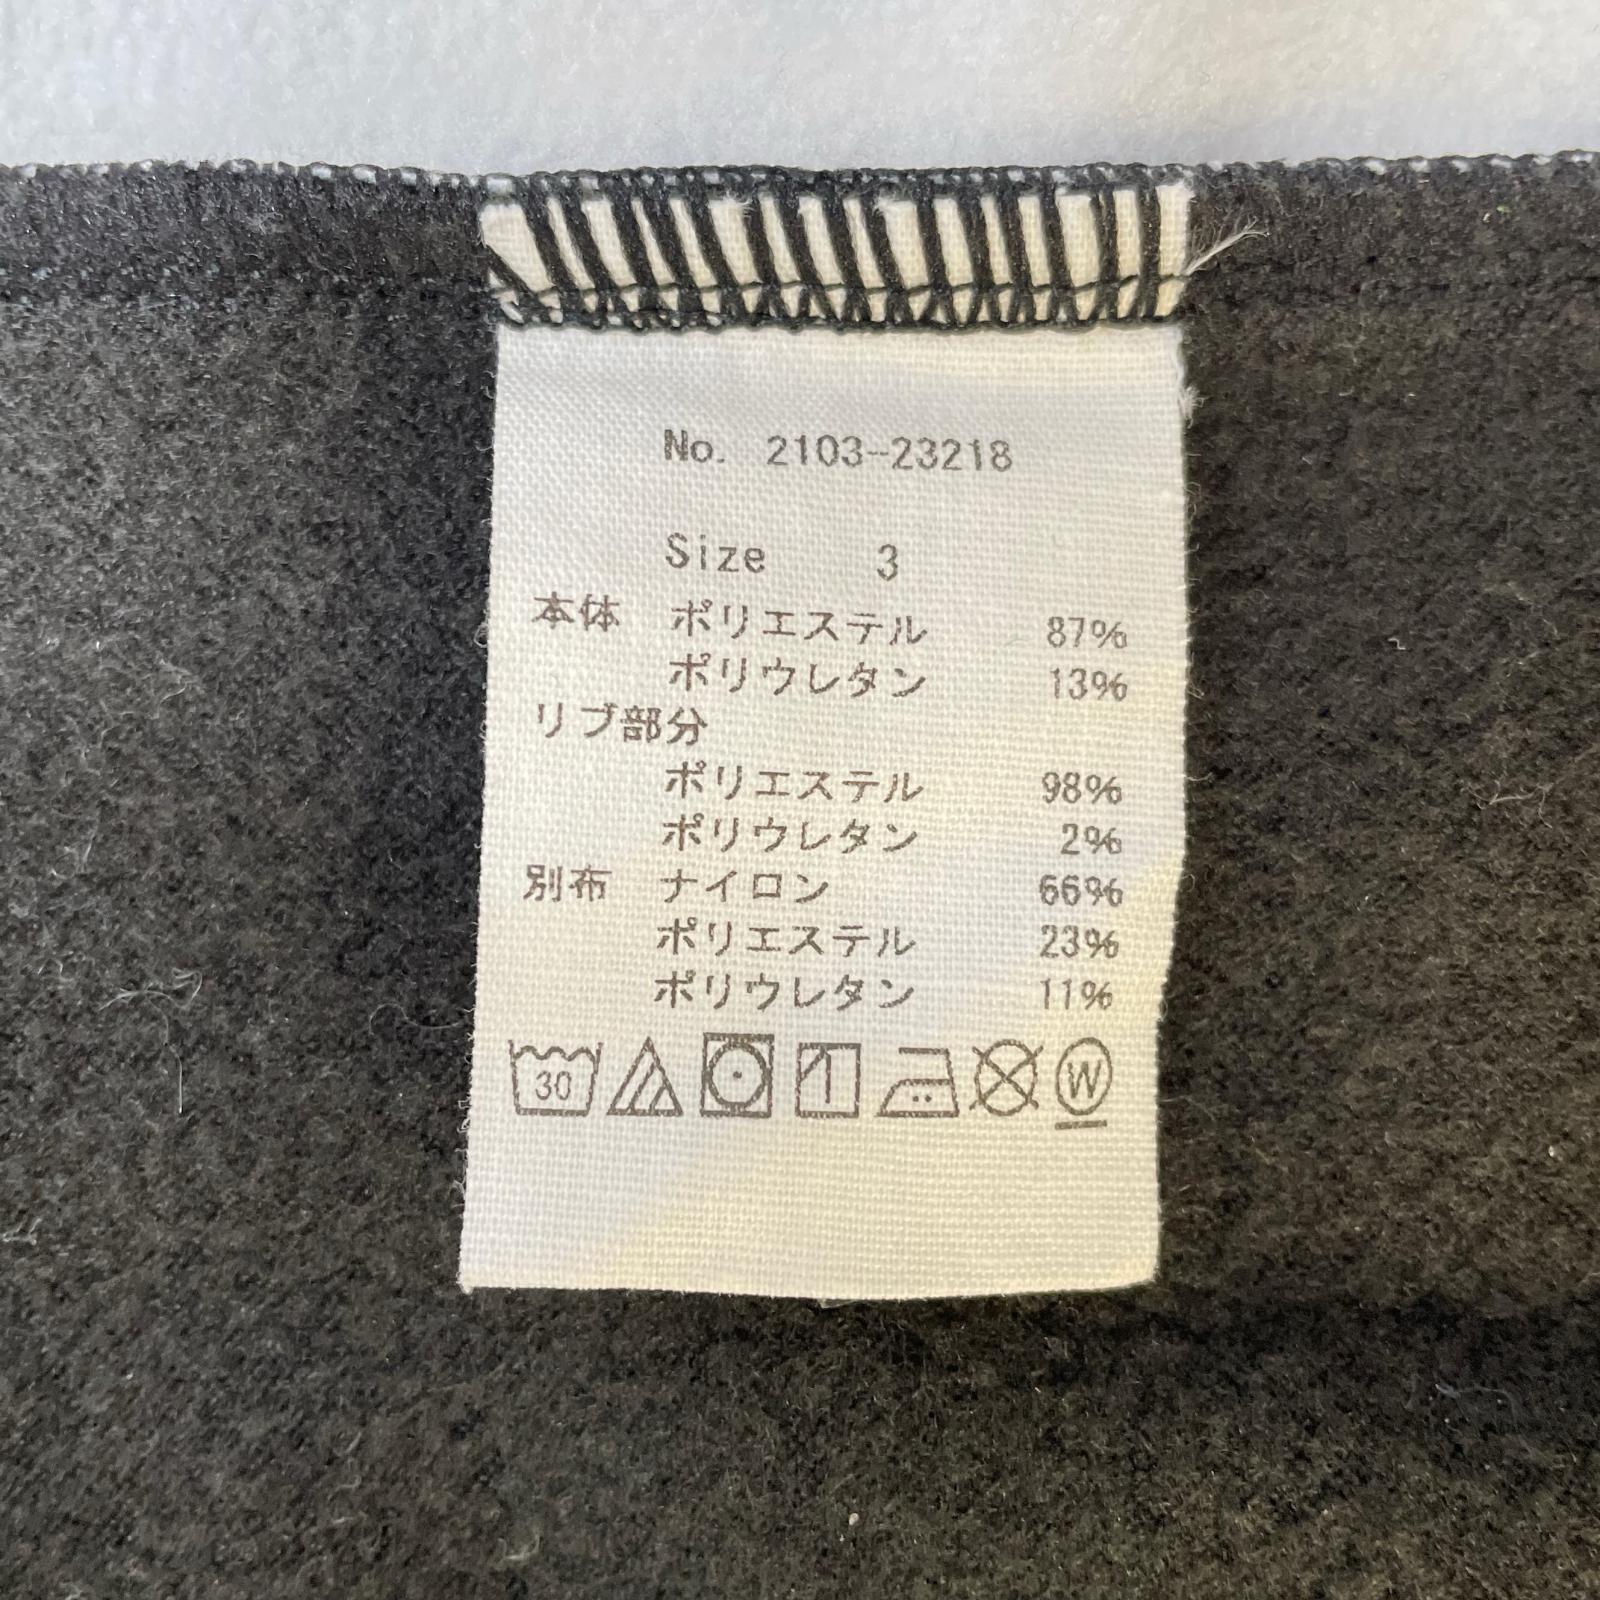 No. 2103-23218
Size 3
本体 ポリエステル 87%
ポリウレタン 13%
リブ部分
ポリエステル 98%
ポリウレタン 2%
別布 ナイロン 66%
ポリエステル 23%
ポリウレタン 11%
30 W